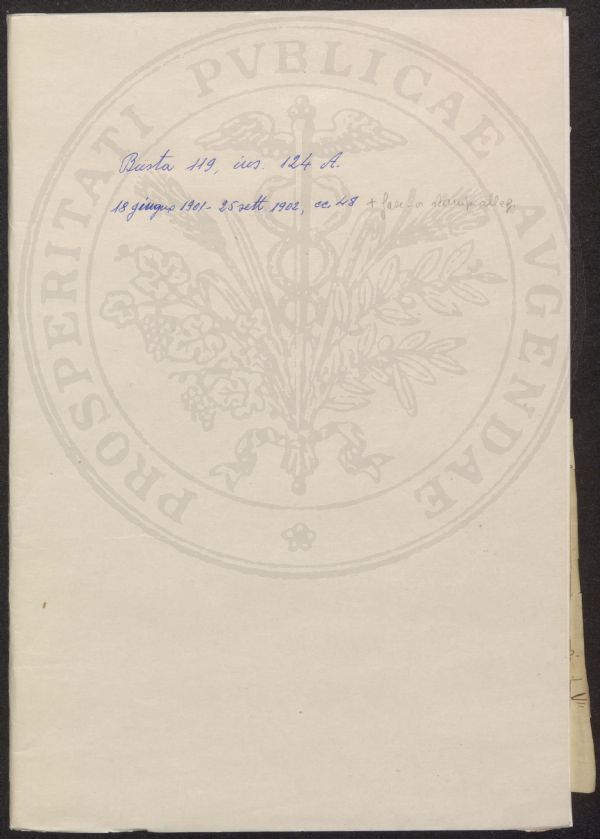 PROSPERITATI PVBLICAE AVGENDAE
Busta 119, ins. 124 A.
18 giugno 1901 - 25 sett. 1902, cc. 48 +